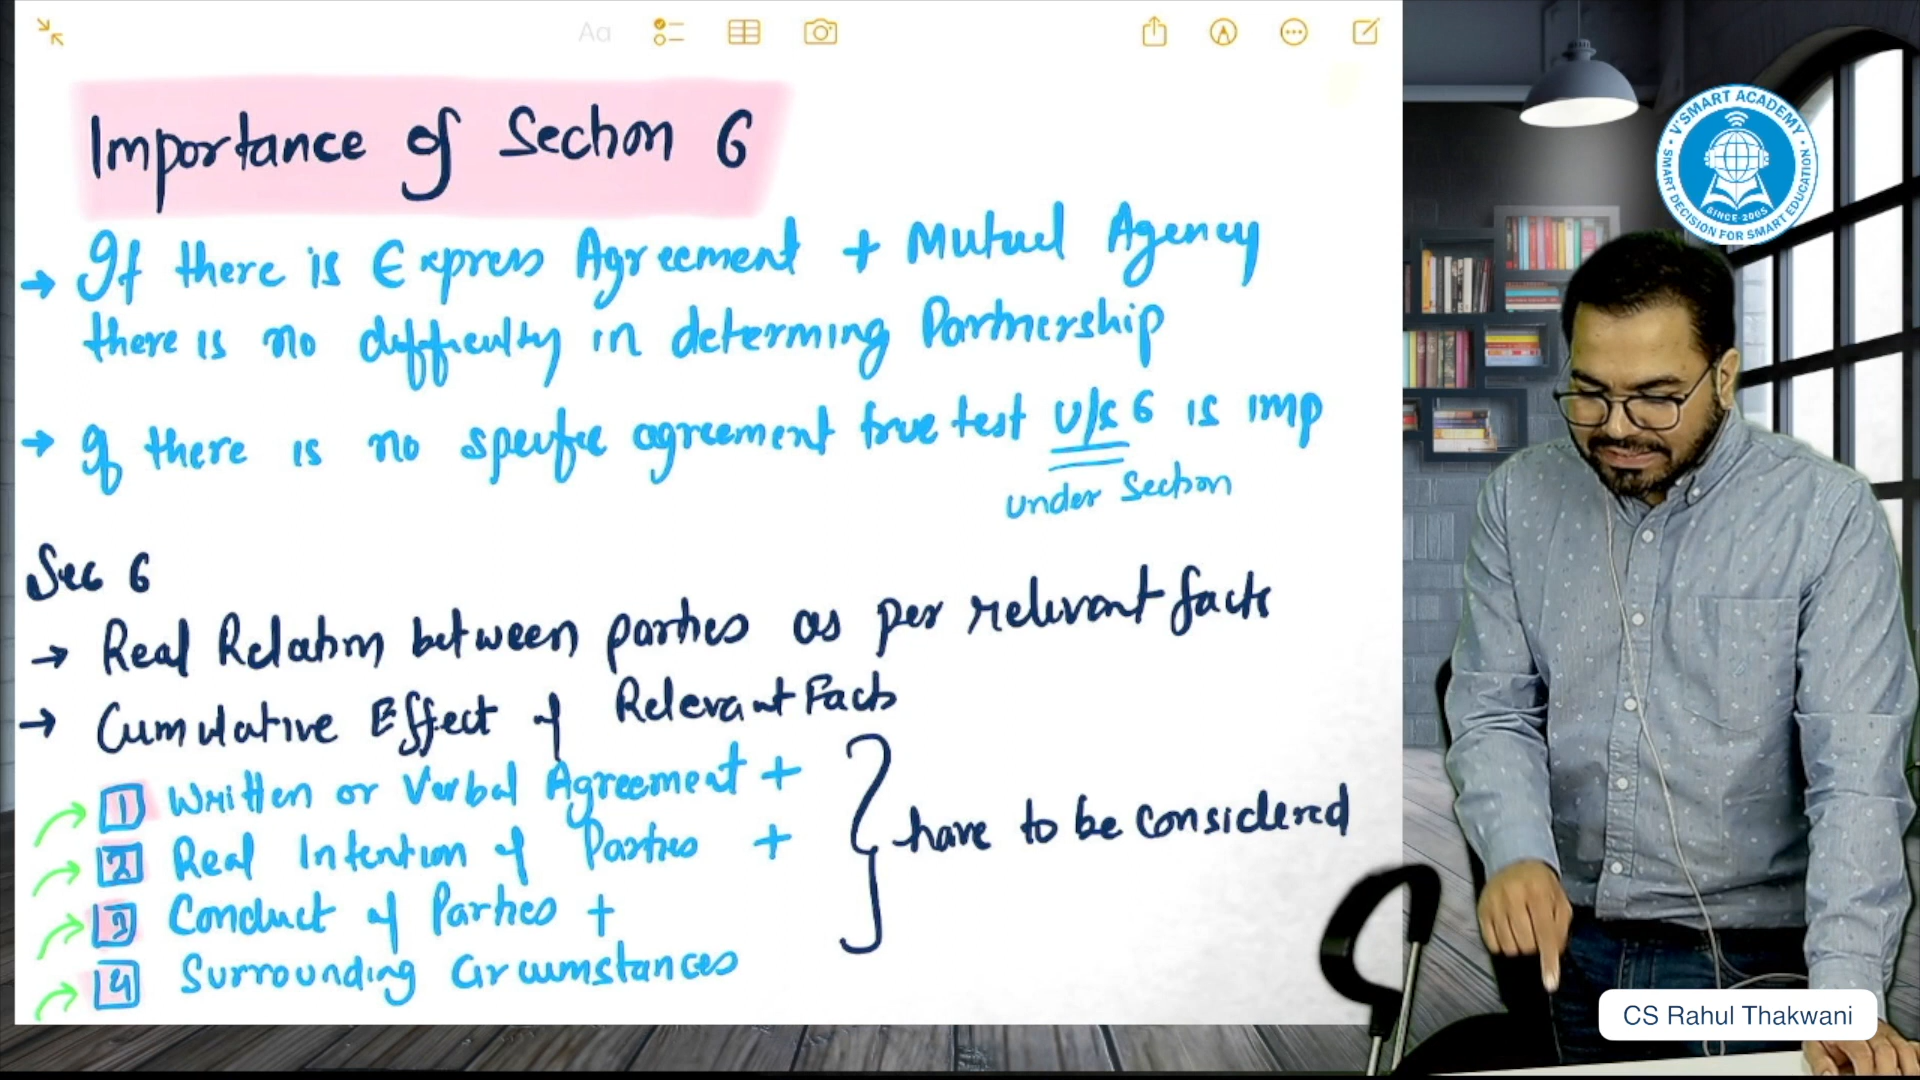 Aa
Importance of Section 6
→ If there is Express Agreement + Mutual Agency
there is no difficulty in determing Partnership
→ If there is no specific agreement true test u/s 6 is imp
under section
Sec 6
→ Real Relation between parties as per relevant facts
→ Cumulative Effect of Relevant Facts
1 Written or Verbal Agreement +
2 Real Intention of Parties +
3 Conduct of Parties +
4 Surrounding Circumstances
have to be considered
V'SMART ACADEMY
SINCE-2005
SMART DECISION FOR SMART EDUCATION
CS Rahul Thakwani